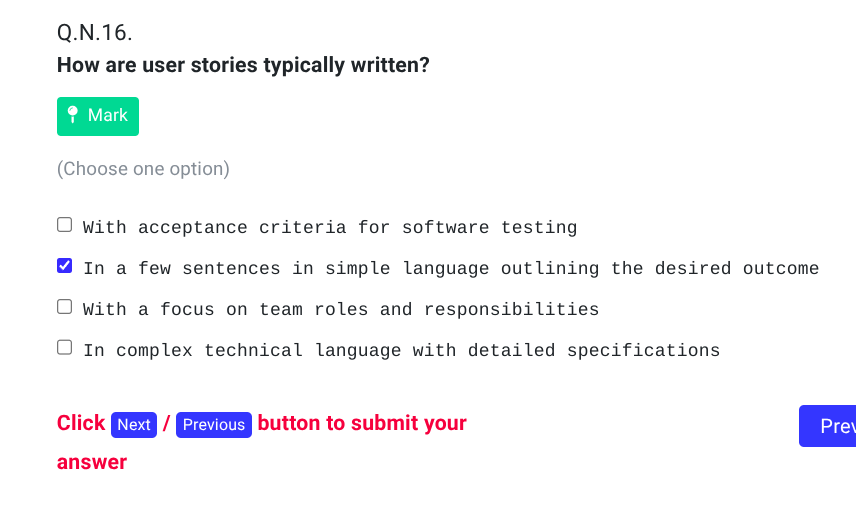 Q.N.16.
How are user stories typically written?
Mark
(Choose one option)
With acceptance criteria for software testing
In a few sentences in simple language outlining the desired outcome
With a focus on team roles and responsibilities
In complex technical language with detailed specifications
Click Next / Previous button to submit your
answer
Prev